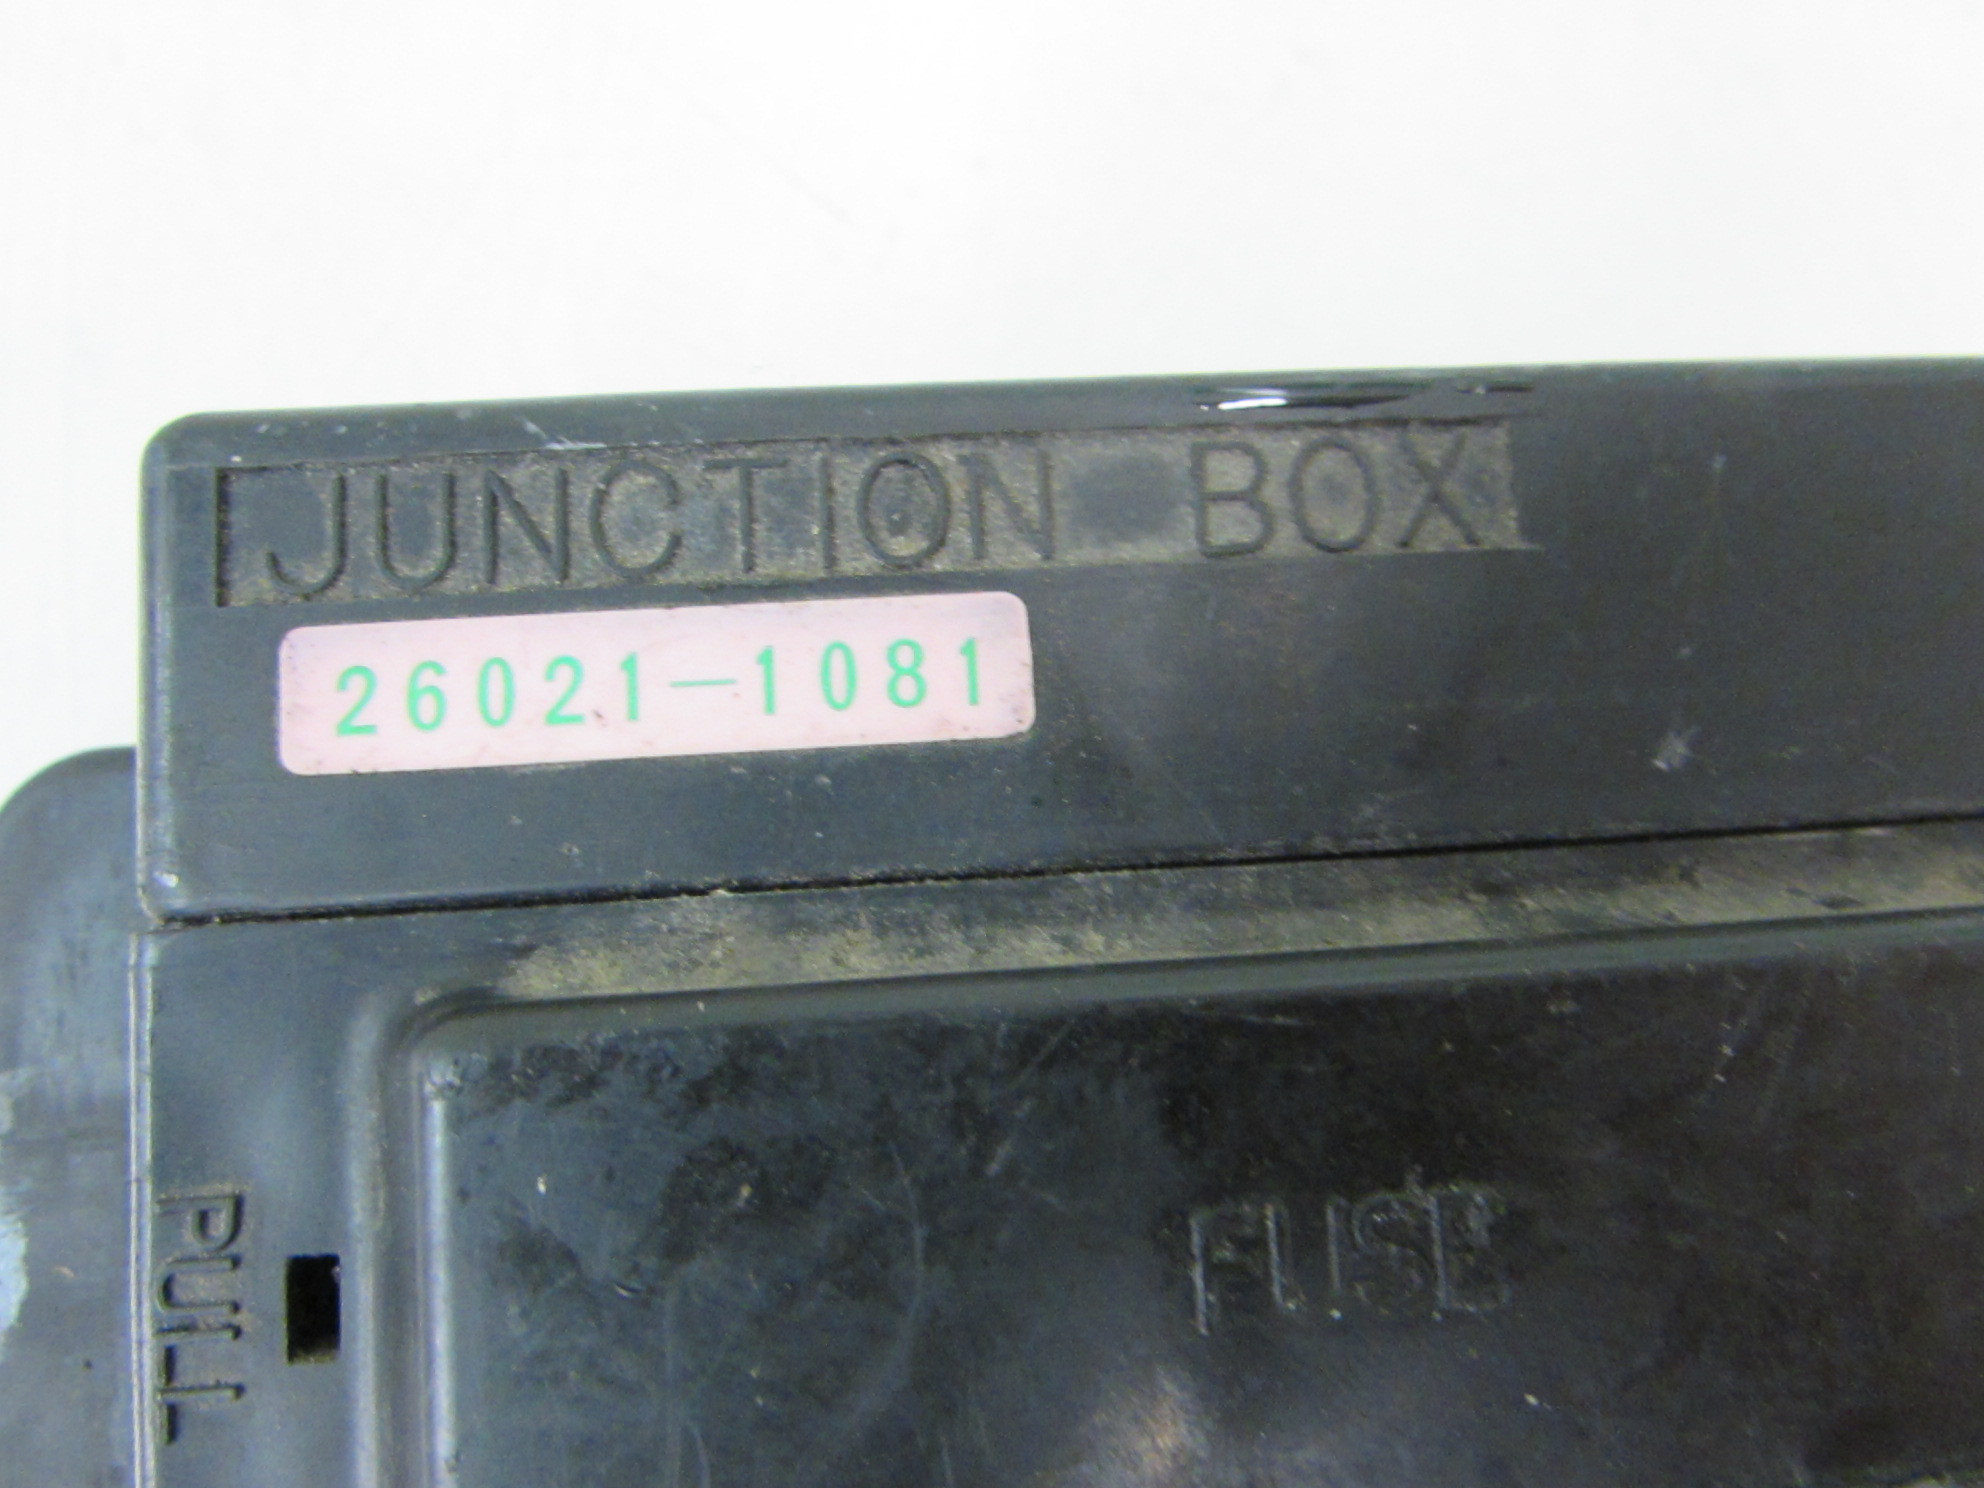 JUNCTION BOX
26021-1081
PULL
FUSE